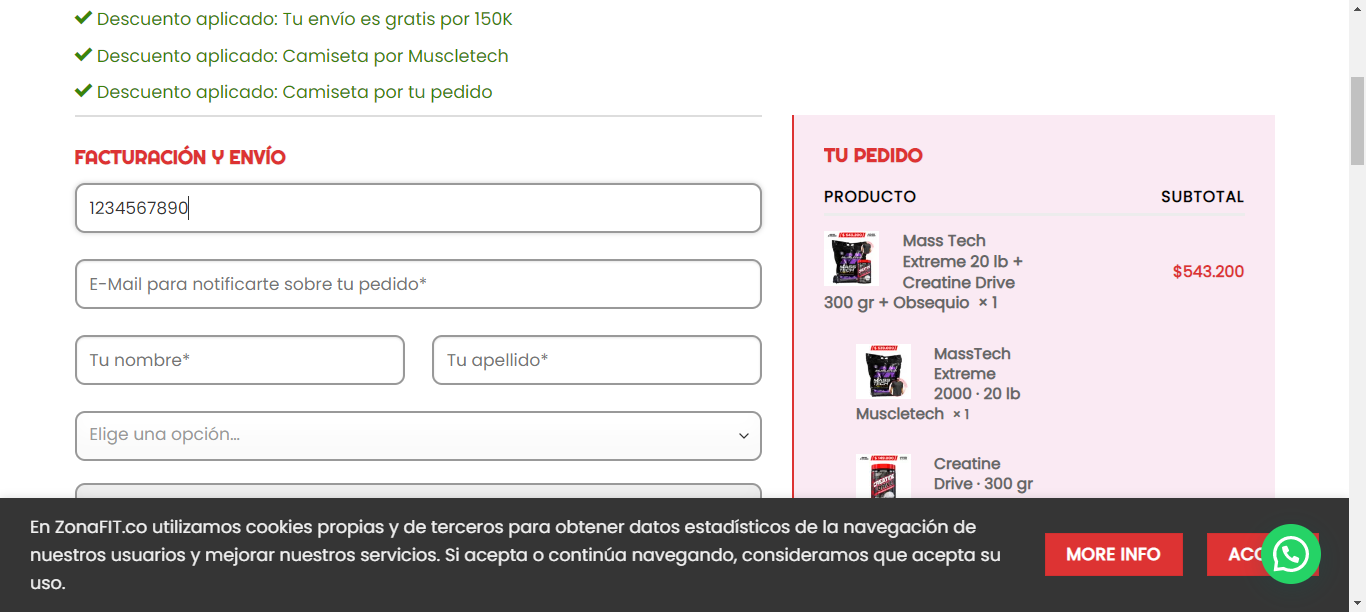 Descuento aplicado: Tu envío es gratis por 150K
Descuento aplicado: Camiseta por Muscletech
Descuento aplicado: Camiseta por tu pedido
FACTURACIÓN Y ENVÍO
1234567890
E-Mail para notificarte sobre tu pedido*
Tu nombre*
Tu apellido*
Elige una opción...
TU PEDIDO
PRODUCTO
SUBTOTAL
Mass Tech
Extreme 20 lb +
Creatine Drive
300 gr + Obsequio × 1
$543.200
MassTech
Extreme
2000 · 20 lb
Muscletech × 1
Creatine
Drive · 300 gr
En ZonaFIT.co utilizamos cookies propias y de terceros para obtener datos estadísticos de la navegación de
nuestros usuarios y mejorar nuestros servicios. Si acepta o continúa navegando, consideramos que acepta su
uso.
MORE INFO